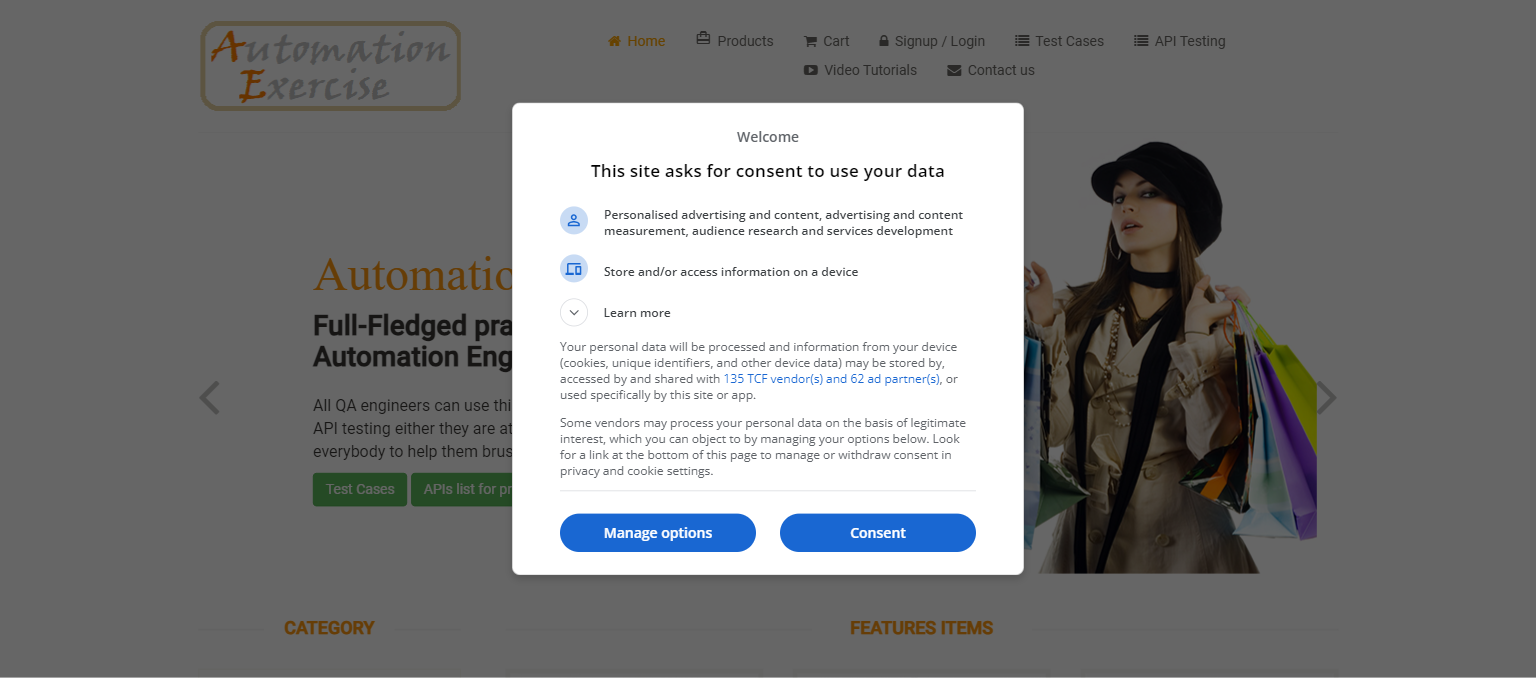 Automation
Exercise
Home
Products
Cart
Signup / Login
Test Cases
API Testing
Video Tutorials
Contact us
Welcome
This site asks for consent to use your data
Personalised advertising and content, advertising and content
measurement, audience research and services development
Store and/or access information on a device
Learn more
Your personal data will be processed and information from your device
(cookies, unique identifiers, and other device data) may be stored by,
accessed by and shared with 135 TCF vendor(s) and 62 ad partner(s), or
used specifically by this site or app.
Some vendors may process your personal data on the basis of legitimate
interest, which you can object to by managing your options below. Look
for a link at the bottom of this page to manage or withdraw consent in
privacy and cookie settings.
Manage options
Consent
Automatio
Full-Fledged pra
Automation Eng
All QA engineers can use thi
API testing either they are at
everybody to help them brus
Test Cases
APIs list for pr
CATEGORY
FEATURES ITEMS